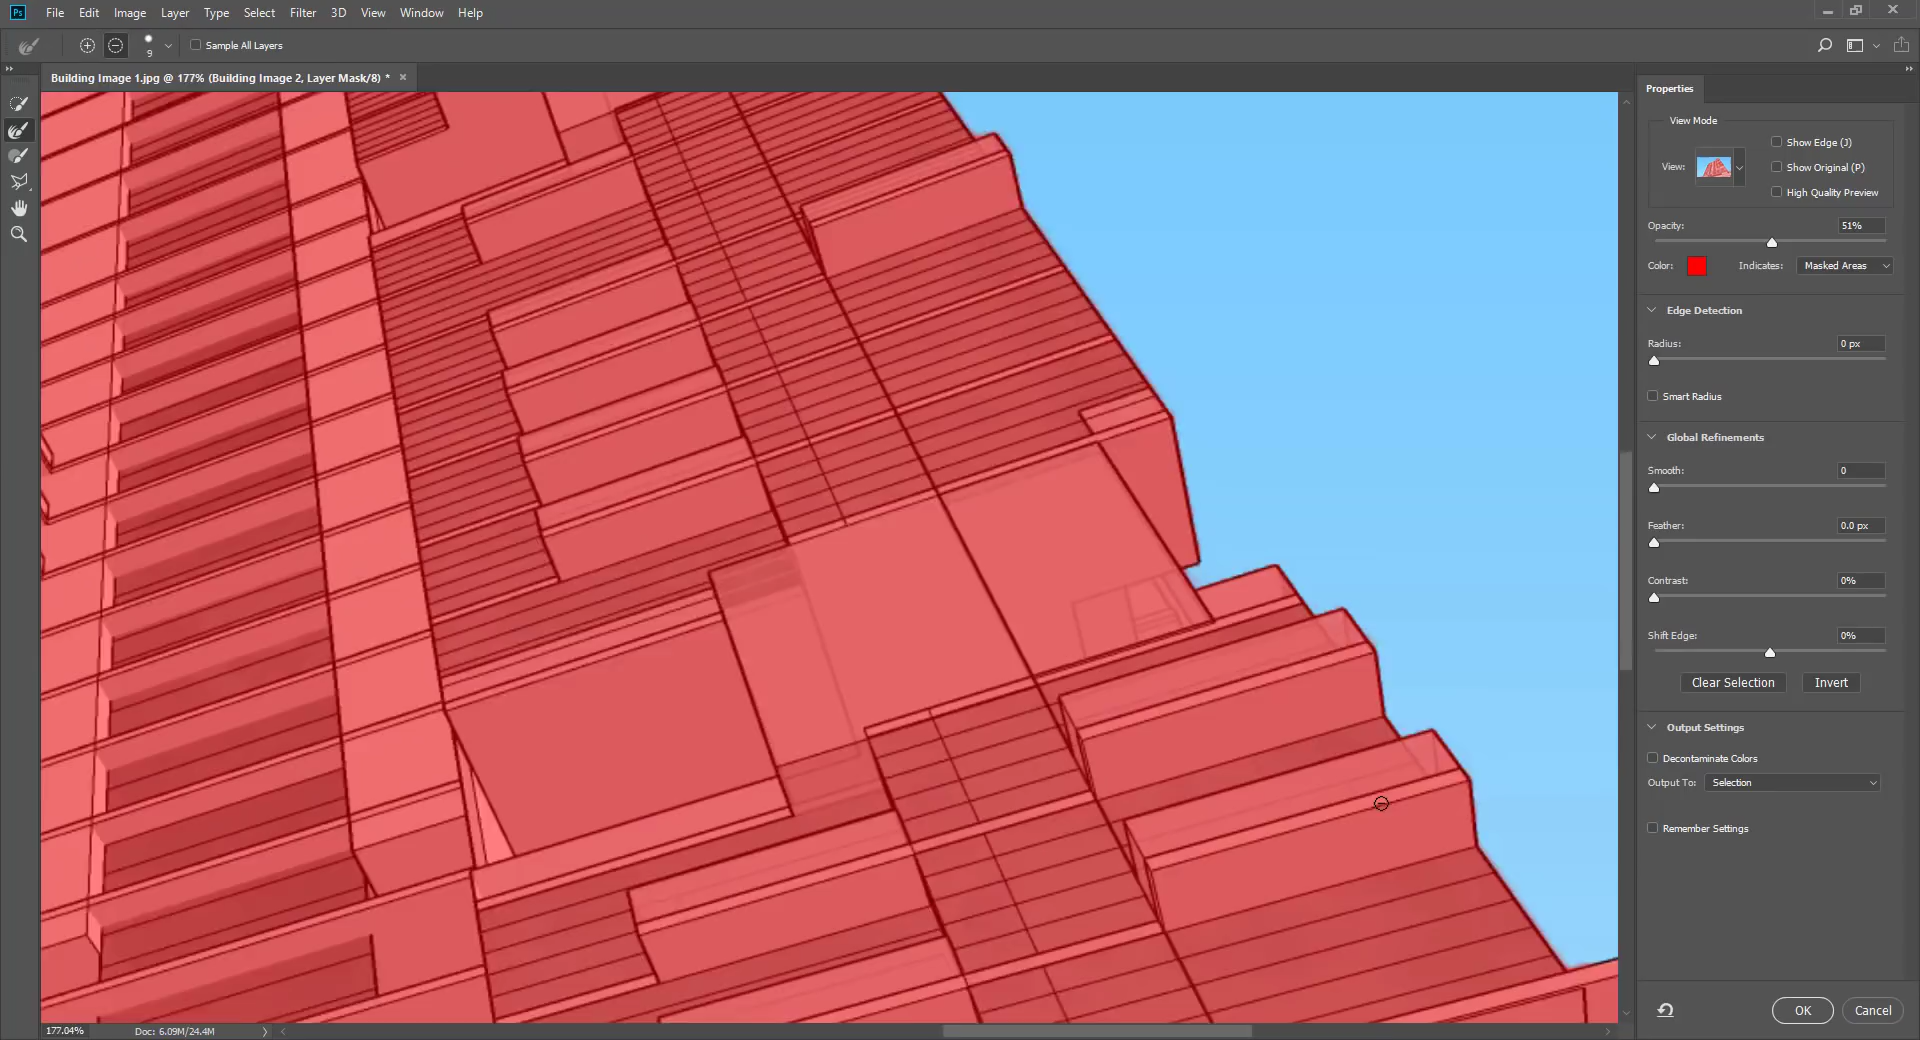 Ps File Edit Image Layer Type Select Filter 3D View Window Help
9 Sample All Layers
Building Image 1.jpg @ 177% (Building Image 2, Layer Mask/8) *
Properties
View Mode
Show Edge (J)
View:
Show Original (P)
High Quality Preview
Opacity: 51%
Color: Indicates: Masked Areas
Edge Detection
Radius: 0 px
Smart Radius
Global Refinements
Smooth: 0
Feather: 0.0 px
Contrast: 0%
Shift Edge: 0%
Clear Selection Invert
Output Settings
Decontaminate Colors
Output To: Selection
Remember Settings
OK Cancel
177.04% Doc: 6.09M/24.4M